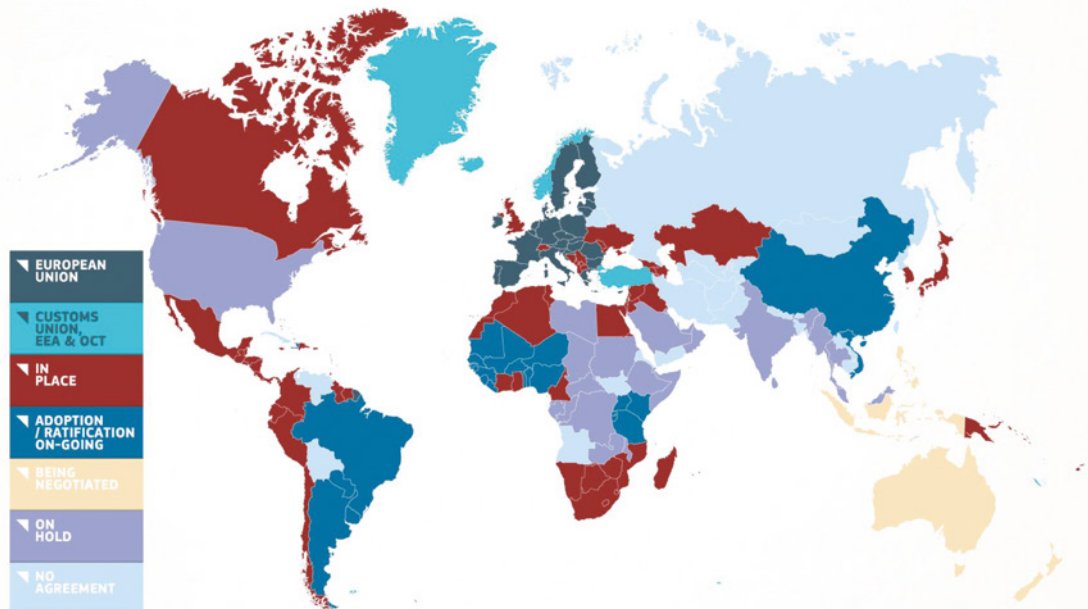 EUROPEAN
UNION
CUSTOMS
UNION,
EEA & OCT
IN
PLACE
ADOPTION
/ RATIFICATION
ON-GOING
BEING
NEGOTIATED
ON
HOLD
NO
AGREEMENT